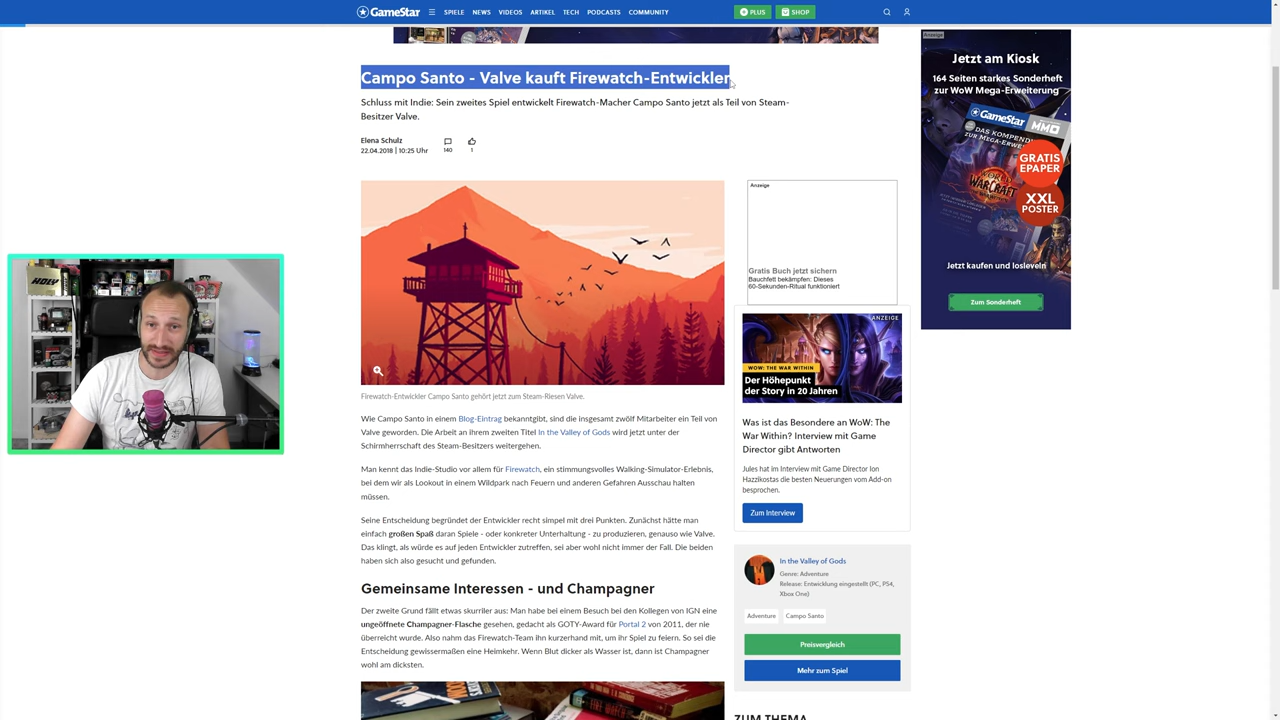 GameStar
SPIELE NEWS VIDEOS ARTIKEL TECH PODCASTS COMMUNITY
PLUS
SHOP
Campo Santo - Valve kauft Firewatch-Entwickler
Schluss mit Indie: Sein zweites Spiel entwickelt Firewatch-Macher Campo Santo jetzt als Teil von Steam-
Besitzer Valve.
Elena Schulz
22.04.2018 | 10:25 Uhr
140
1
Firewatch-Entwickler Campo Santo gehört jetzt zum Steam-Riesen Valve.
Wie Campo Santo in einem Blog-Eintrag bekanntgibt, sind die insgesamt zwölf Mitarbeiter ein Teil von
Valve geworden. Die Arbeit an ihrem zweiten Titel In the Valley of Gods wird jetzt unter der
Schirmherrschaft des Steam-Besitzers weitergehen.
Man kennt das Indie-Studio vor allem für Firewatch, ein stimmungsvolles Walking-Simulator-Erlebnis,
bei dem wir als Lookout in einem Wildpark nach Feuern und anderen Gefahren Ausschau halten
müssen.
Seine Entscheidung begründet der Entwickler recht simpel mit drei Punkten. Zunächst hätte man
einfach großen Spaß daran Spiele - oder konkreter Unterhaltung - zu produzieren, genauso wie Valve.
Das klingt, als würde es auf jeden Entwickler zutreffen, sei aber wohl nicht immer der Fall. Die beiden
haben sich also gesucht und gefunden.
Gemeinsame Interessen - und Champagner
Der zweite Grund fällt etwas skurriler aus: Man habe bei einem Besuch bei den Kollegen von IGN eine
ungeöffnete Champagner-Flasche gesehen, gedacht als GOTY-Award für Portal 2 von 2011, der nie
überreicht wurde. Also nahm das Firewatch-Team ihn kurzerhand mit, um ihr Spiel zu feiern. So sei die
Entscheidung gewissermaßen eine Heimkehr. Wenn Blut dicker als Wasser ist, dann ist Champagner
wohl am dicksten.
Anzeige
Gratis Buch jetzt sichern
Bauchfett bekämpfen: Dieses
60-Sekunden-Ritual funktioniert
ANZEIGE
WOW: THE WAR WITHIN
Der Höhepunkt
der Story in 20 Jahren
Was ist das Besondere an WoW: The
War Within? Interview mit Game
Director gibt Antworten
Jules hat im Interview mit Game Director Ion
Hazzikostas die besten Neuerungen vom Add-on
besprochen.
Zum Interview
In the Valley of Gods
Genre: Adventure
Release: Entwicklung eingestellt (PC, PS4,
Xbox One)
Adventure
Campo Santo
Preisvergleich
Mehr zum Spiel
ZUM THEMA
Anzeige
Jetzt am Kiosk
164 Seiten starkes Sonderheft
zur WoW Mega-Erweiterung
GameStar
MMO
DAS KOMPENDIUM
GRATIS
EPAPER
WORLD
WARCRAFT
XXL
POSTER
Jetzt kaufen und losleveln
Zum Sonderheft
HOLY